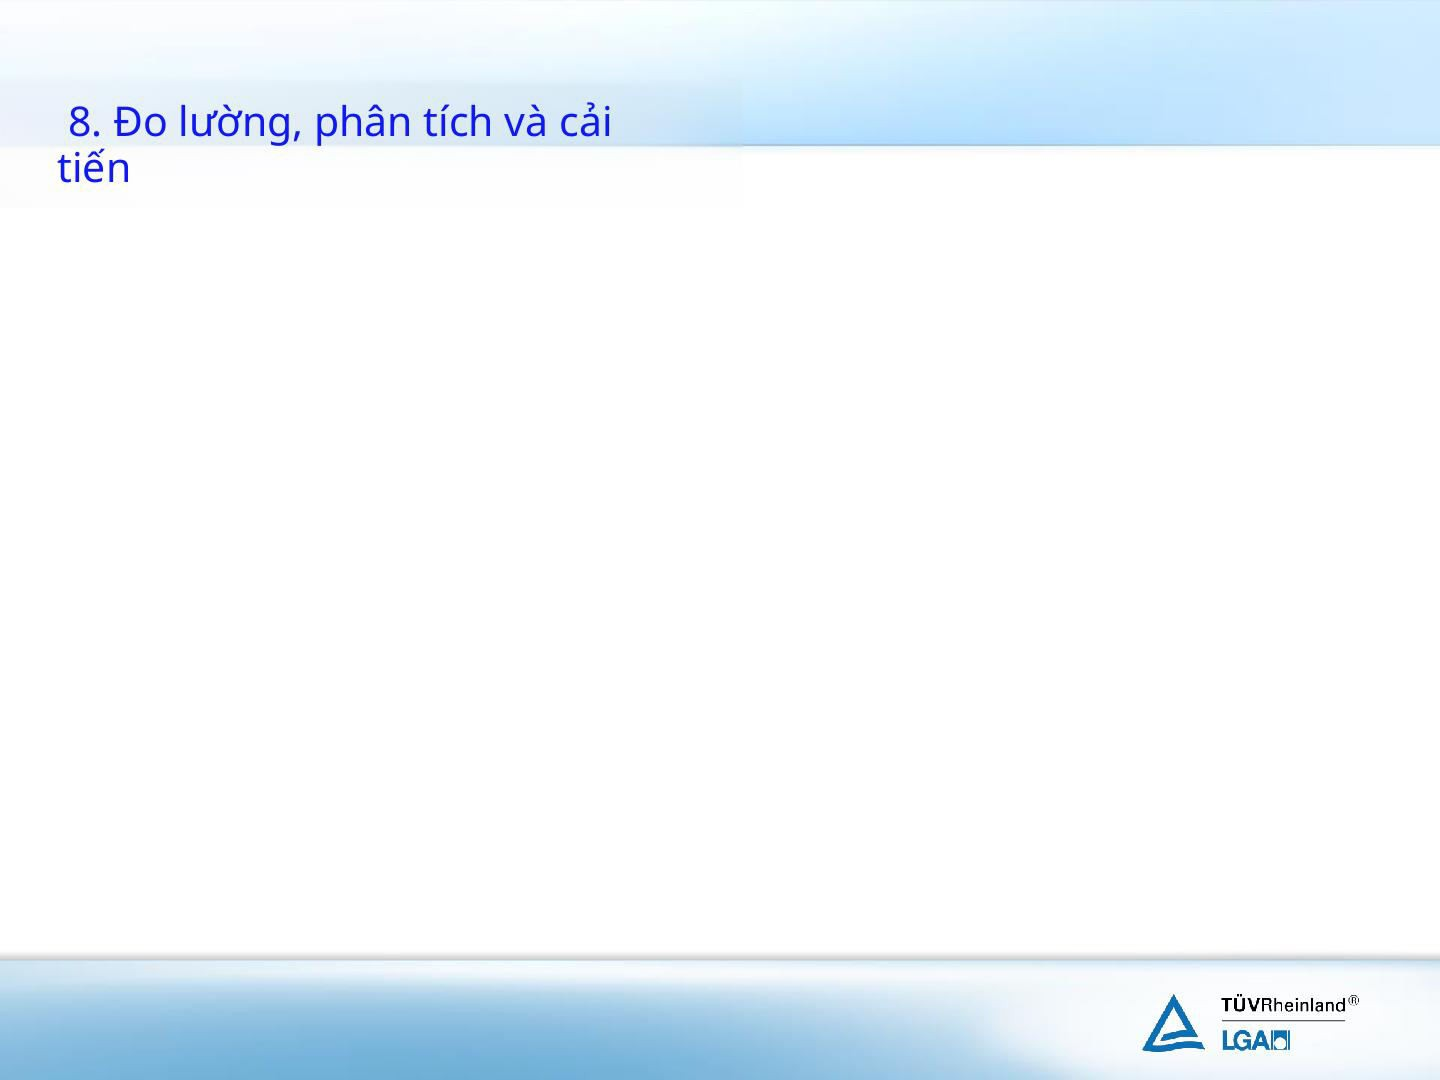 8. Đo lường, phân tích và cải
tiến
TÜVRheinland®
LGA